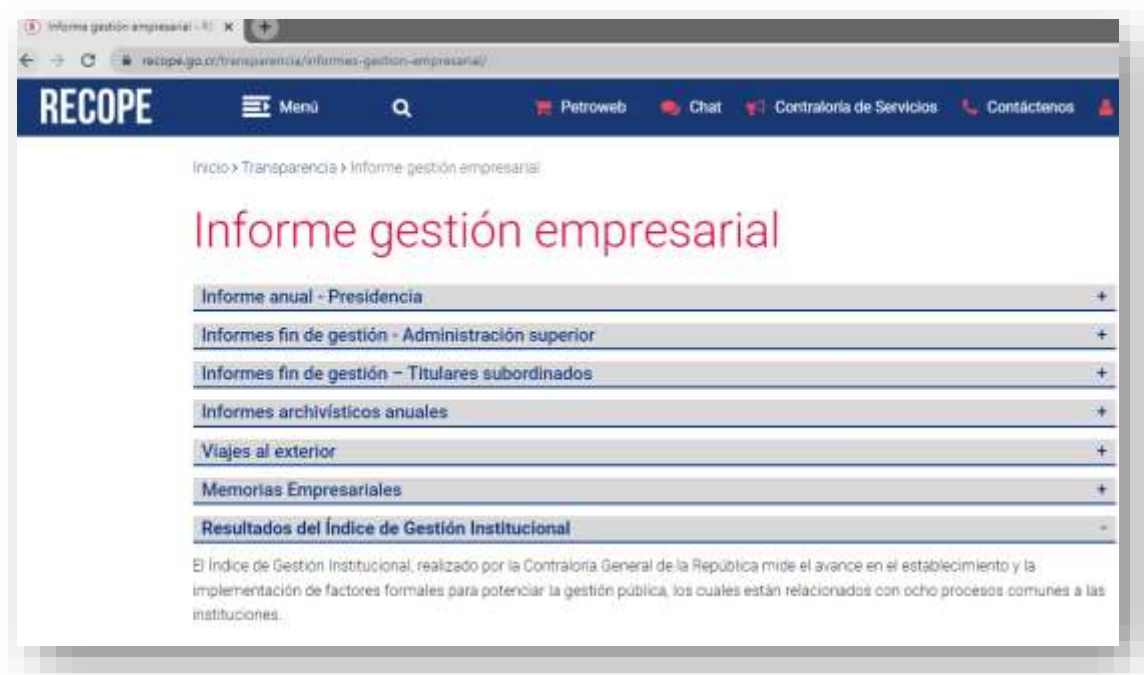 Informe gestión empresarial - R
recope.go.cr/transparencia/informes-gestion-empresarial/
RECOPE
Menú
Petroweb
Chat
Contraloría de Servicios
Contáctenos
Inicio > Transparencia > Informe gestión empresarial
Informe gestión empresarial
Informe anual - Presidencia +
Informes fin de gestión - Administración superior +
Informes fin de gestión – Titulares subordinados +
Informes archivísticos anuales +
Viajes al exterior +
Memorias Empresariales +
Resultados del Índice de Gestión Institucional -
El Índice de Gestión Institucional, realizado por la Contraloría General de la República mide el avance en el establecimiento y la
implementación de factores formales para potenciar la gestión pública, los cuales están relacionados con ocho procesos comunes a las
instituciones.